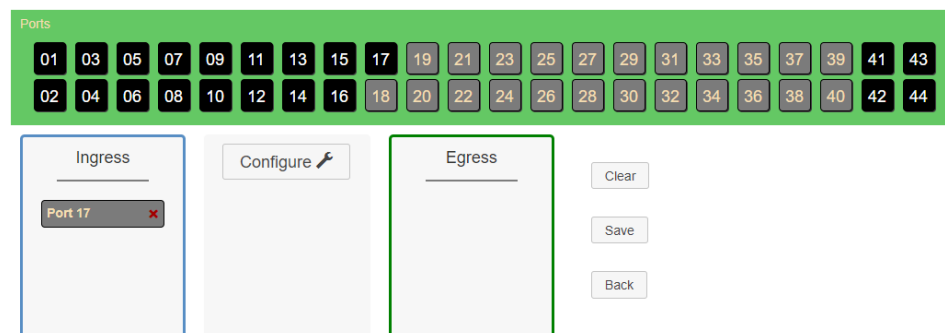 Ports
01 03 05 07 09 11 13 15 17 19 21 23 25 27 29 31 33 35 37 39 41 43
02 04 06 08 10 12 14 16 18 20 22 24 26 28 30 32 34 36 38 40 42 44
Ingress
Port 17
Configure
Egress
Clear
Save
Back